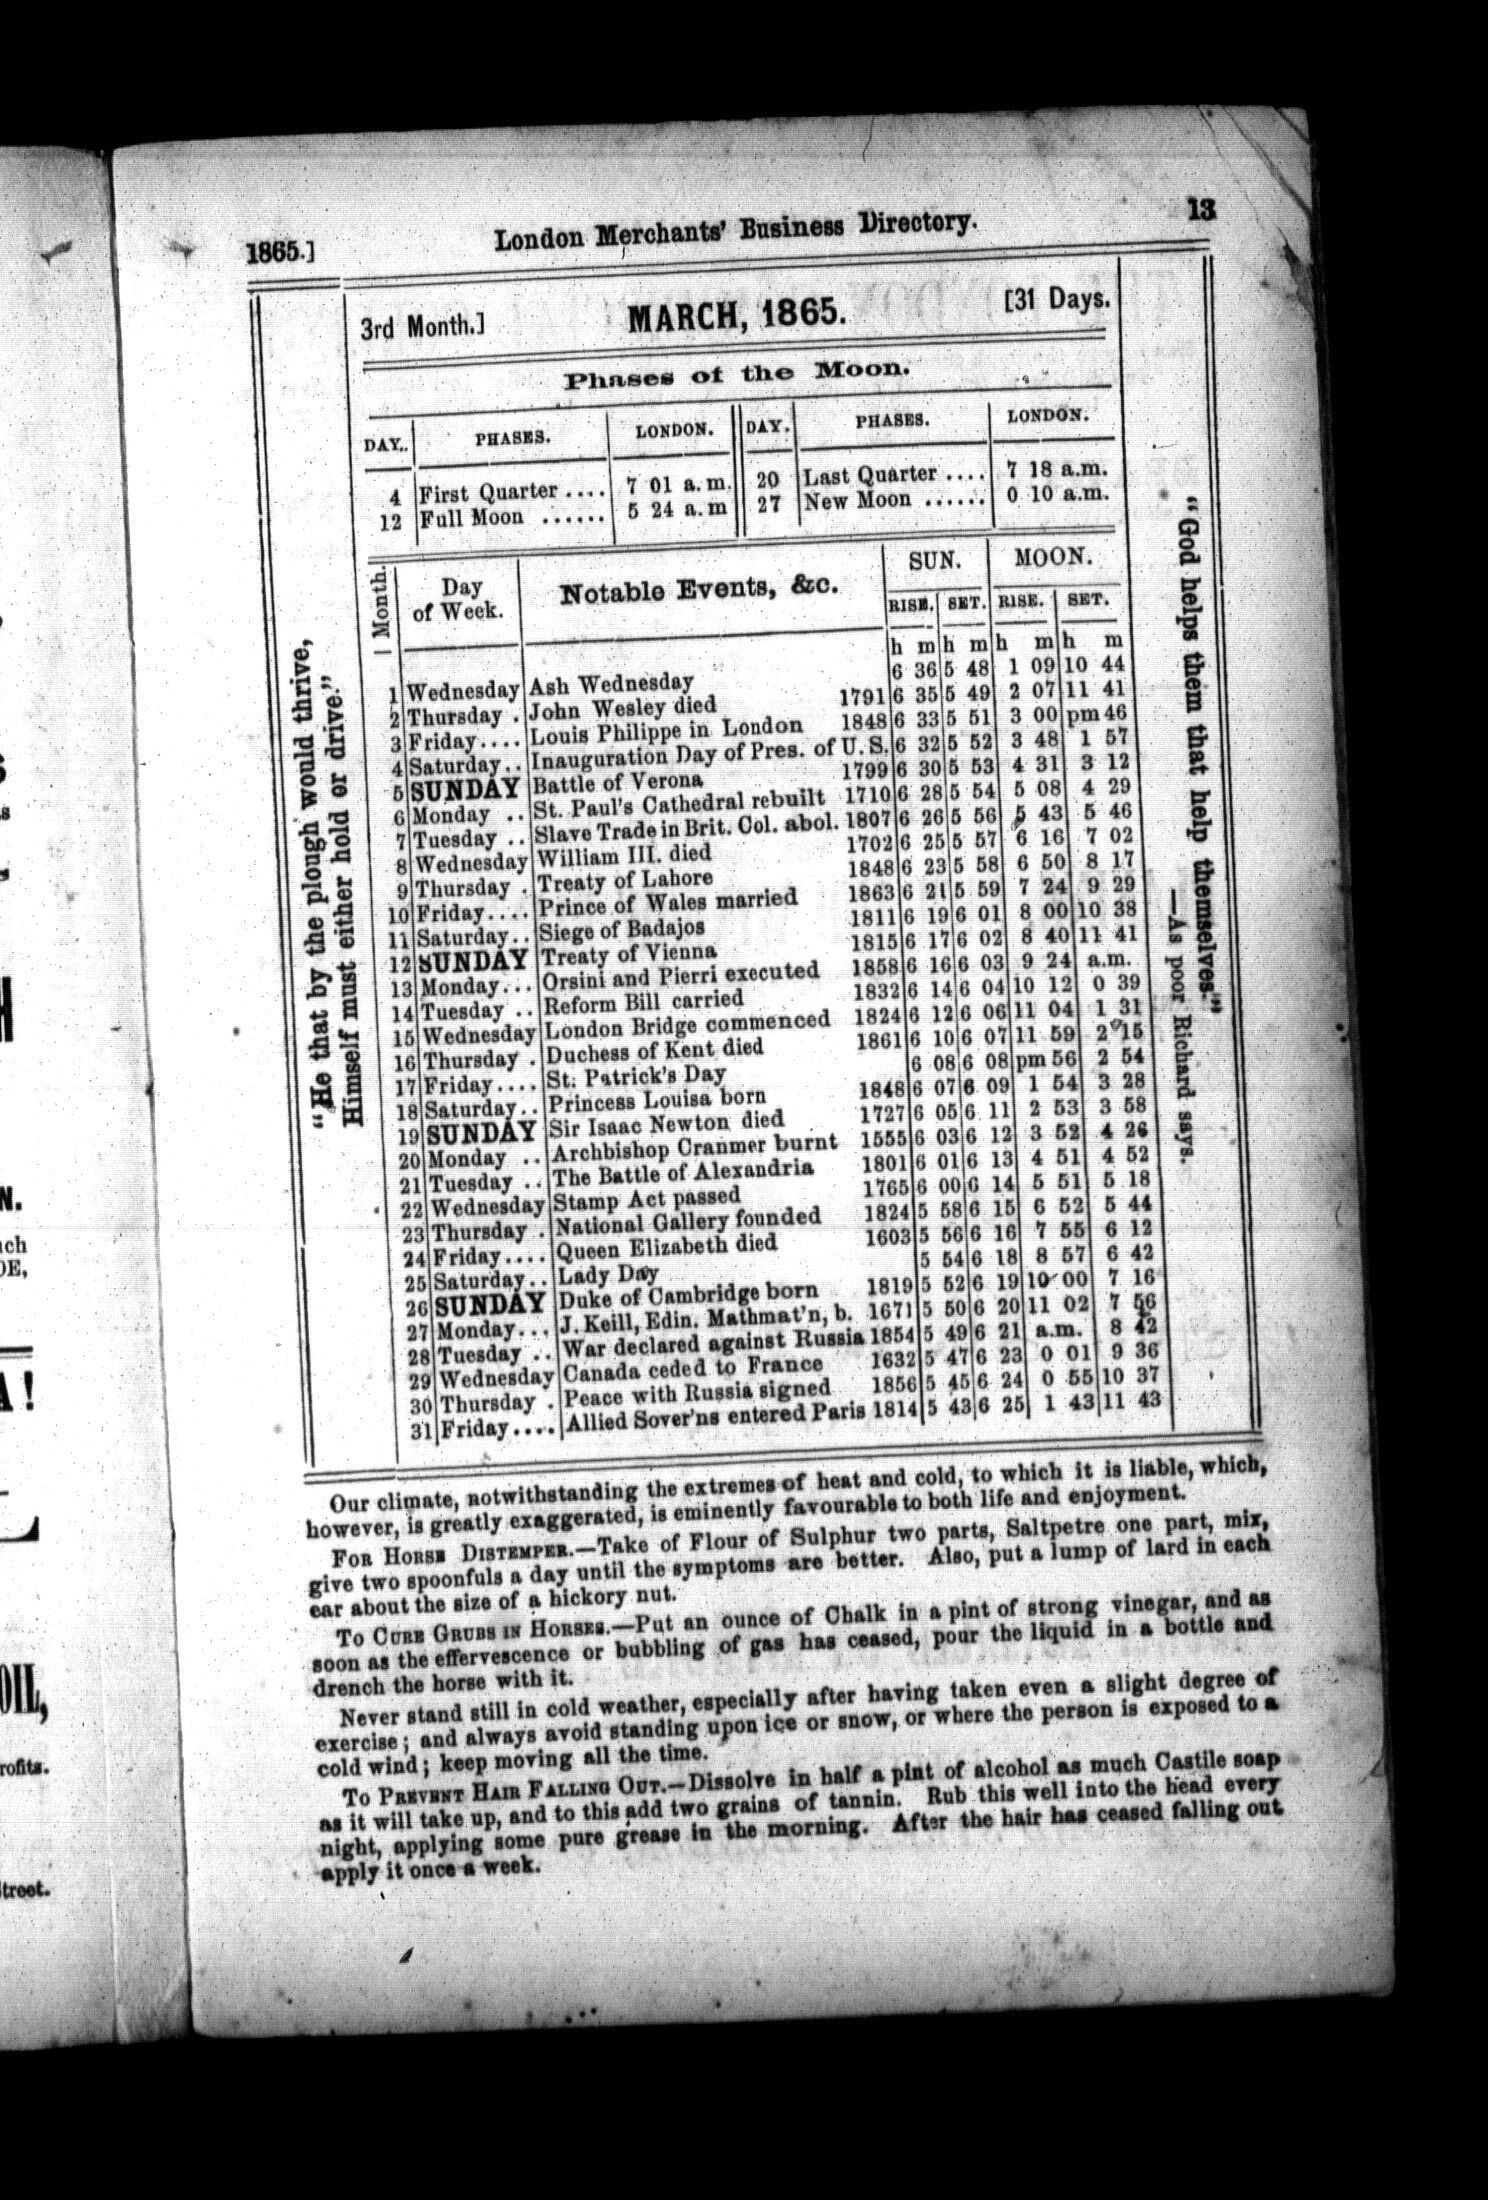 1865.] London Merchants' Business Directory. 13
3rd Month.] MARCH, 1865. [31 Days.
Phases of the Moon.
DAY. PHASES. LONDON. DAY. PHASES. LONDON.
4 First Quarter .... 7 01 a.m. 20 Last Quarter .... 7 18 a.m.
12 Full Moon ...... 5 24 a.m 27 New Moon ...... 0 10 a.m.
Month. Day of Week. Notable Events, &c. SUN. MOON.
RISE. SET. RISE. SET.
h m h m h m h m
1 Wednesday Ash Wednesday 6 36 5 48 1 09 10 44
2 Thursday . John Wesley died 1791 6 35 5 49 2 07 11 41
3 Friday.... Louis Philippe in London 1848 6 33 5 51 3 00 pm 46
4 Saturday.. Inauguration Day of Pres. of U.S. 6 32 5 52 3 48 1 57
5 SUNDAY Battle of Verona 1799 6 30 5 53 4 31 3 12
6 Monday .. St. Paul's Cathedral rebuilt 1710 6 28 5 54 5 08 4 29
7 Tuesday .. Slave Trade in Brit. Col. abol. 1807 6 26 5 56 5 43 5 46
8 Wednesday William III. died 1702 6 25 5 57 6 16 7 02
9 Thursday . Treaty of Lahore 1848 6 23 5 58 6 50 8 17
10 Friday.... Prince of Wales married 1863 6 21 5 59 7 24 9 29
11 Saturday.. Siege of Badajos 1811 6 19 6 01 8 00 10 38
12 SUNDAY Treaty of Vienna 1815 6 17 6 02 8 40 11 41
13 Monday... Orsini and Pierri executed 1858 6 16 6 03 9 24 a.m.
14 Tuesday .. Reform Bill carried 1832 6 14 6 04 10 12 0 39
15 Wednesday London Bridge commenced 1824 6 12 6 06 11 04 1 31
16 Thursday . Duchess of Kent died 1861 6 10 6 07 11 59 2 15
17 Friday.... St. Patrick's Day 6 08 6 08 pm 56 2 54
18 Saturday.. Princess Louisa born 1848 6 07 6 09 1 54 3 28
19 SUNDAY Sir Isaac Newton died 1727 6 05 6 11 2 53 3 58
20 Monday .. Archbishop Cranmer burnt 1555 6 03 6 12 3 52 4 26
21 Tuesday .. The Battle of Alexandria 1801 6 01 6 13 4 51 4 52
22 Wednesday Stamp Act passed 1765 6 00 6 14 5 51 5 18
23 Thursday . National Gallery founded 1824 5 58 6 15 6 52 5 44
24 Friday.... Queen Elizabeth died 1603 5 56 6 16 7 55 6 12
25 Saturday.. Lady Day 5 54 6 18 8 57 6 42
26 SUNDAY Duke of Cambridge born 1819 5 52 6 19 10 00 7 16
27 Monday... J. Keill, Edin. Mathmat'n, b. 1671 5 50 6 20 11 02 7 56
28 Tuesday .. War declared against Russia 1854 5 49 6 21 a.m. 8 42
29 Wednesday Canada ceded to France 1632 5 47 6 23 0 01 9 36
30 Thursday . Peace with Russia signed 1856 5 45 6 24 0 55 10 37
31 Friday.... Allied Sover'ns entered Paris 1814 5 43 6 25 1 43 11 43
"He that by the plough would thrive,
Himself must either hold or drive."
"God helps them that help themselves"
—As poor Richard says.
Our climate, notwithstanding the extremes of heat and cold, to which it is liable, which,
however, is greatly exaggerated, is eminently favourable to both life and enjoyment.
FOR HORSE DISTEMPER.—Take of Flour of Sulphur two parts, Saltpetre one part, mix,
give two spoonfuls a day until the symptoms are better. Also, put a lump of lard in each
ear about the size of a hickory nut.
TO CURE GRUBS IN HORSES.—Put an ounce of Chalk in a pint of strong vinegar, and as
soon as the effervescence or bubbling of gas has ceased, pour the liquid in a bottle and
drench the horse with it.
Never stand still in cold weather, especially after having taken even a slight degree of
exercise; and always avoid standing upon ice or snow, or where the person is exposed to a
cold wind; keep moving all the time.
TO PREVENT HAIR FALLING OUT.—Dissolve in half a pint of alcohol as much Castile soap
as it will take up, and to this add two grains of tannin. Rub this well into the head every
night, applying some pure grease in the morning. After the hair has ceased falling out
apply it once a week.